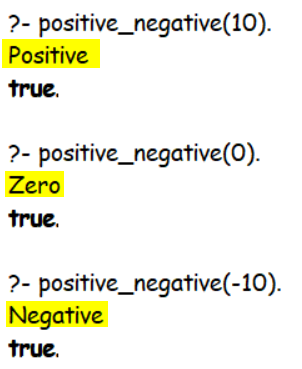 ?- positive_negative(10).
Positive
true.
?- positive_negative(0).
Zero
true.
?- positive_negative(-10).
Negative
true.